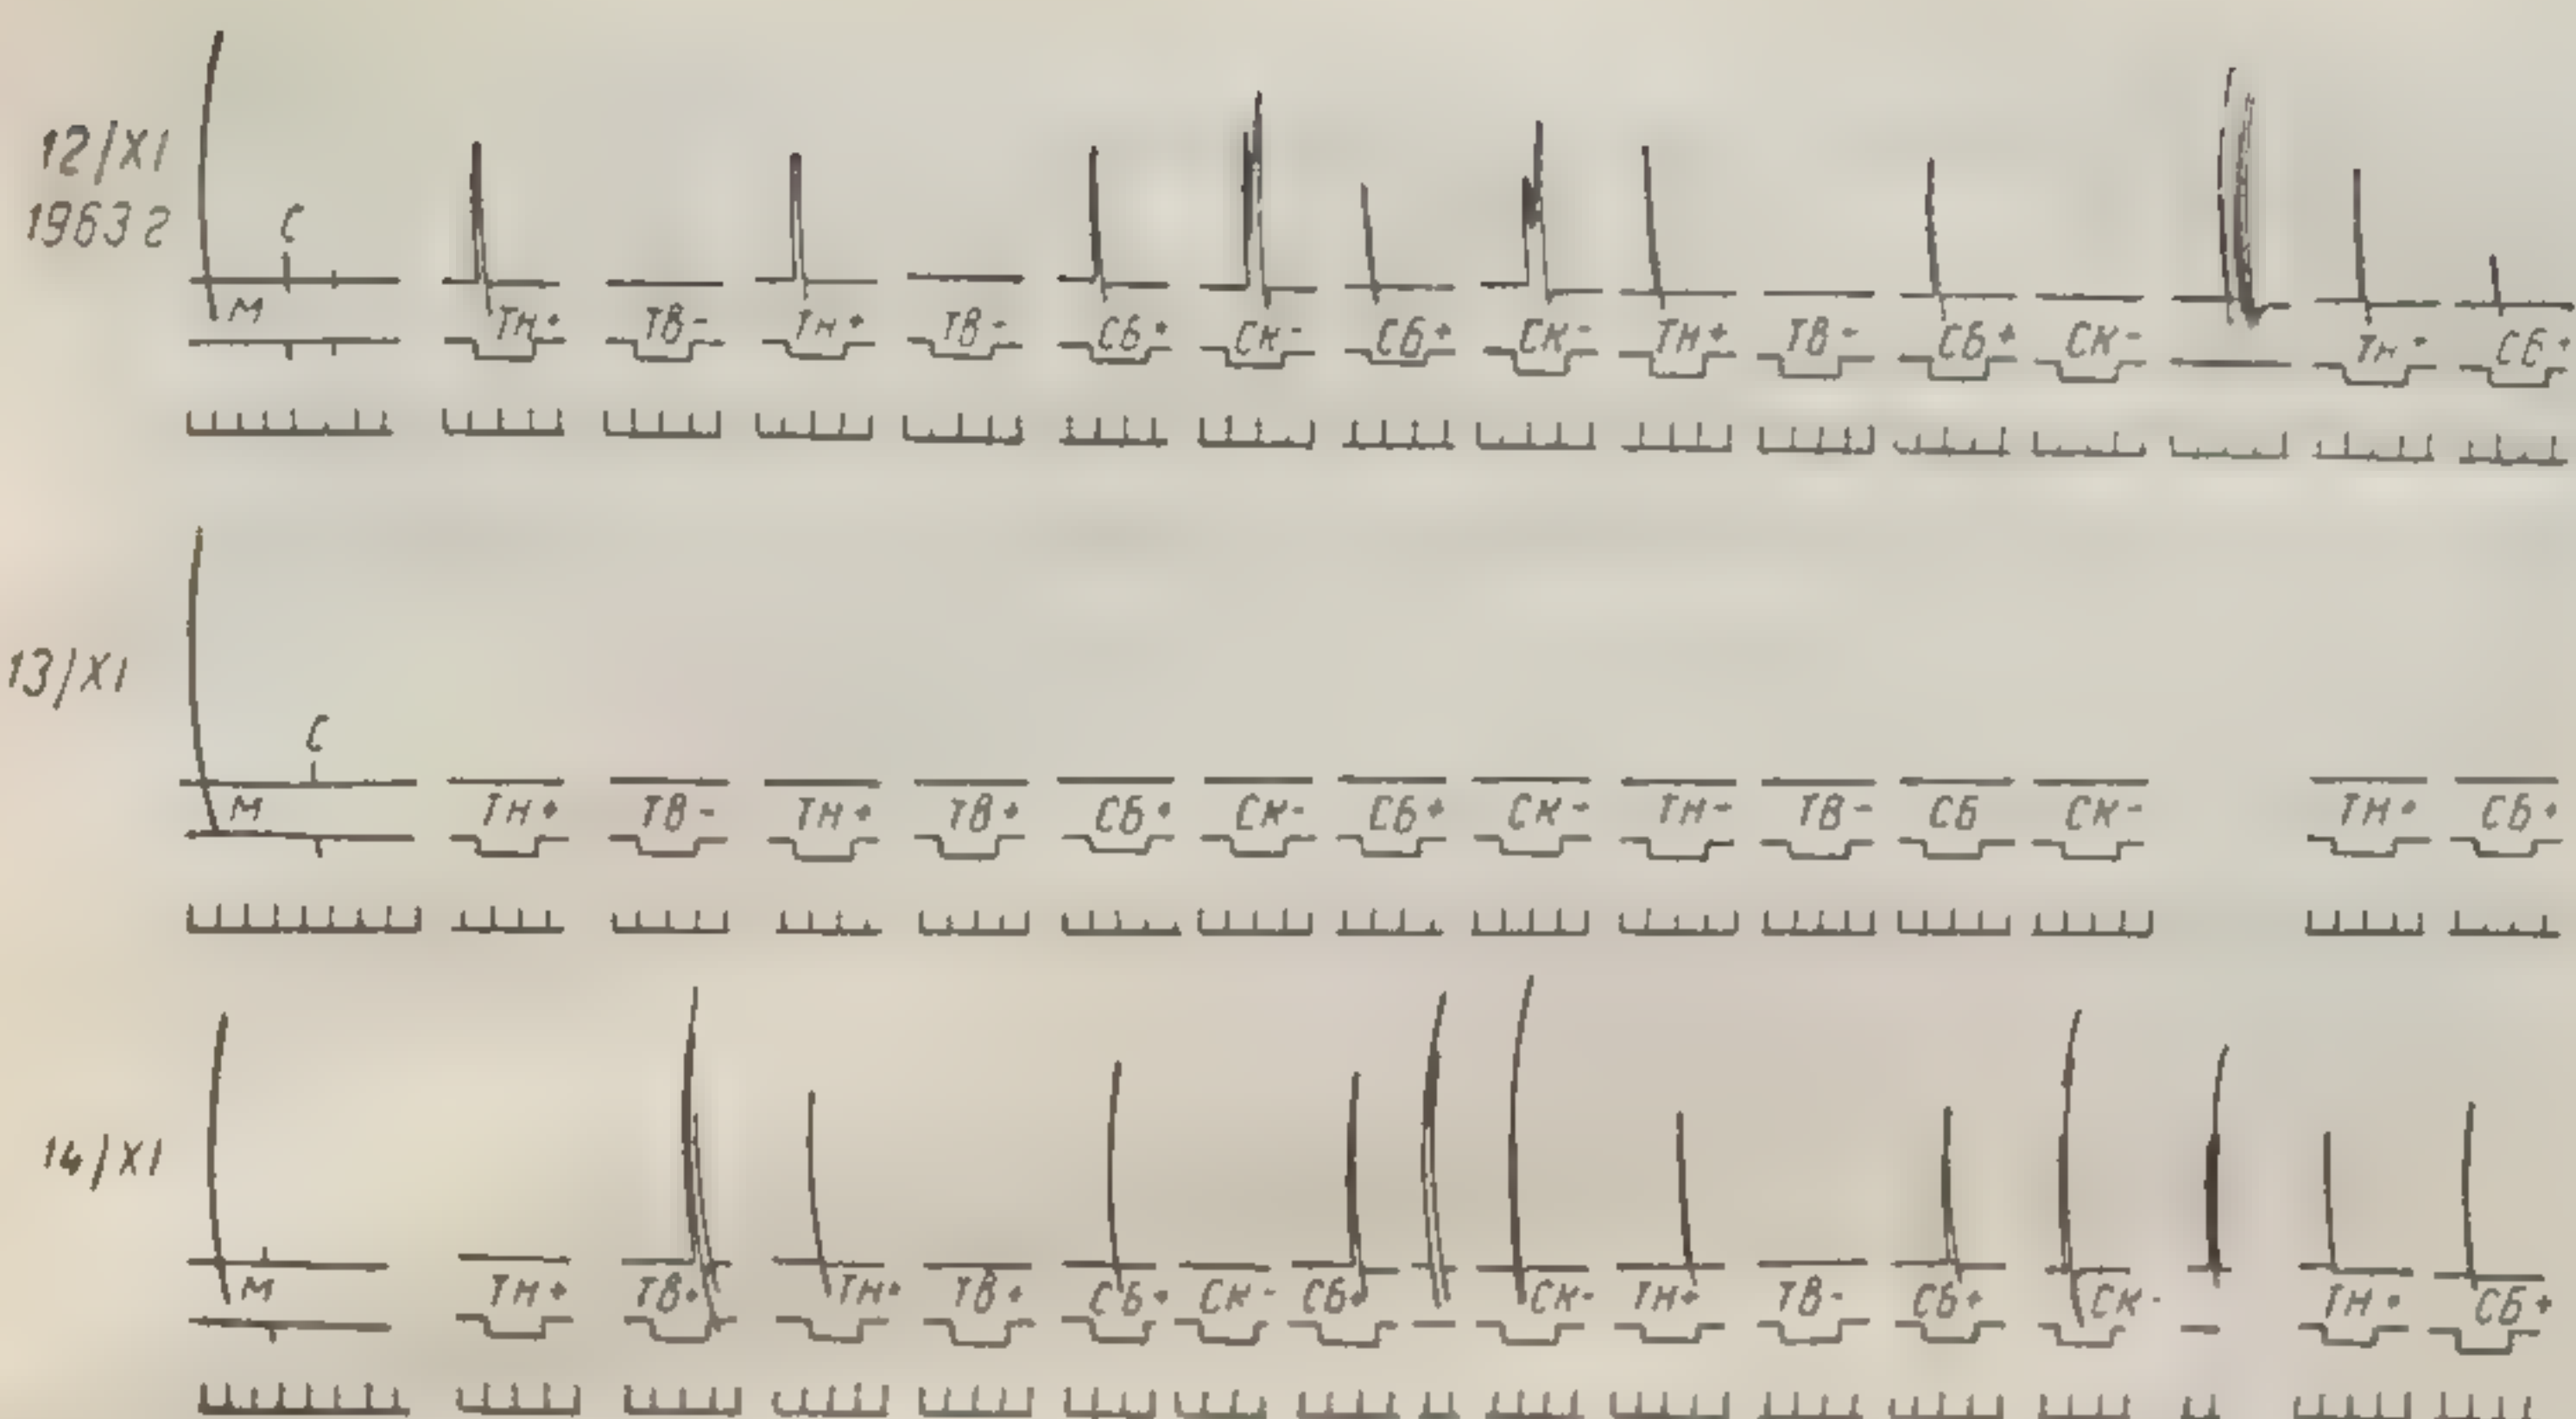 12/XI
1963 г
С
М ТН+ ТВ- ТН+ ТВ- СБ+ СК- СБ+ СК- ТН+ ТВ- СБ+ СК- ТН+ СБ+
13/XI
С
М ТН+ ТВ- ТН+ ТВ+ СБ+ СК- СБ+ СК- ТН- ТВ- СБ СК- ТН+ СБ+
14/XI
М ТН+ ТВ+ ТН+ ТВ+ СБ+ СК- СБ+ СК- ТН+ ТВ- СБ+ СК- ТН+ СБ+